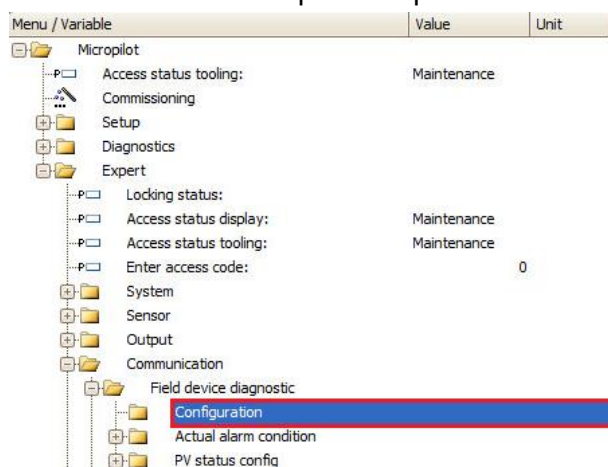 Menu / Variable Value Unit
Micropilot
Access status tooling: Maintenance
Commissioning
Setup
Diagnostics
Expert
Locking status:
Access status display: Maintenance
Access status tooling: Maintenance
Enter access code: 0
System
Sensor
Output
Communication
Field device diagnostic
Configuration
Actual alarm condition
PV status config